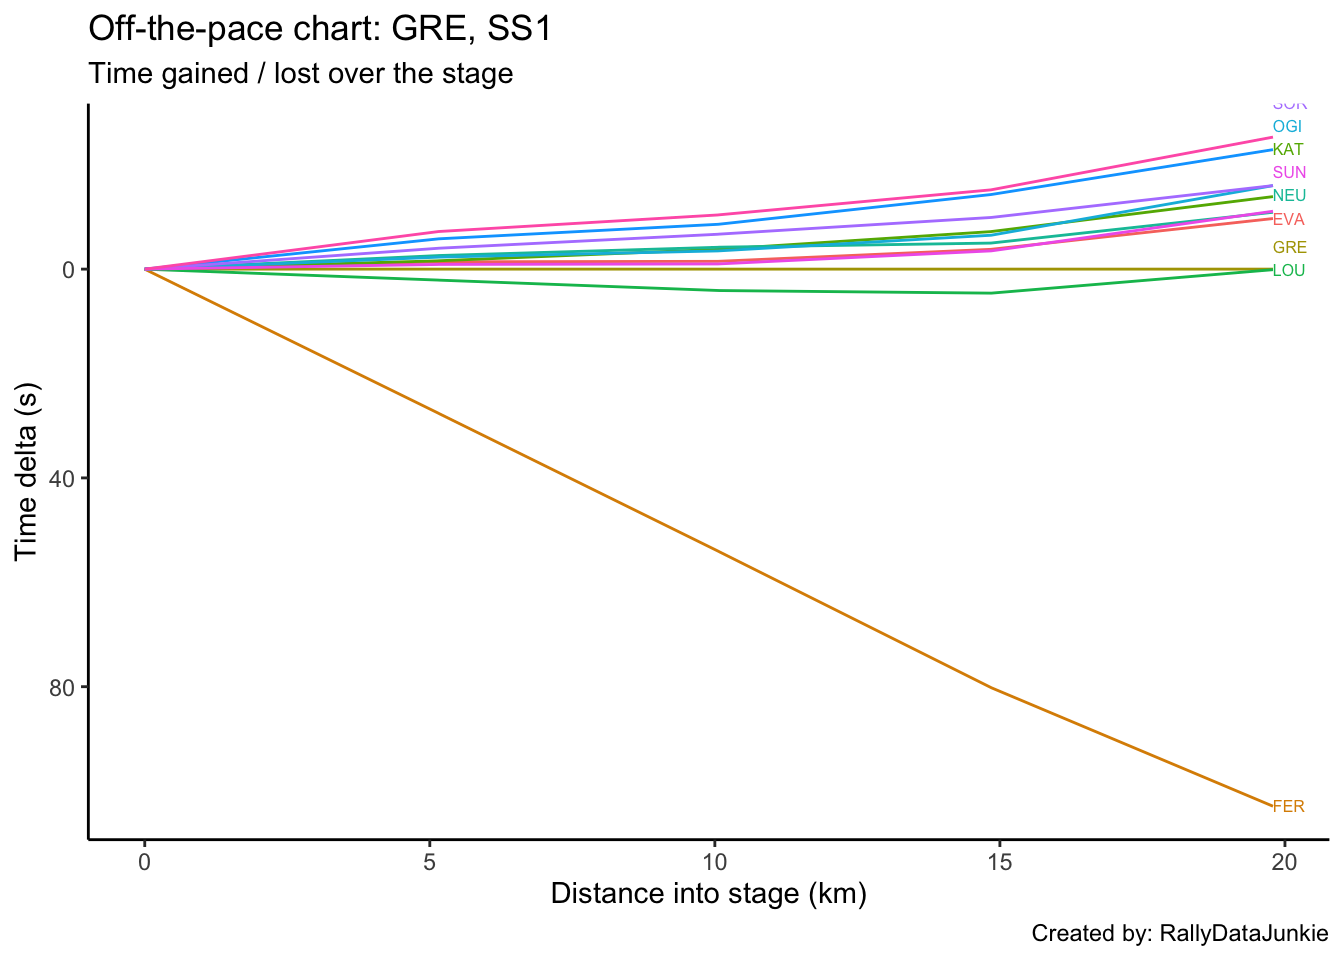 Off-the-pace chart: GRE, SS1
Time gained / lost over the stage
OGI
KAT
SUN
NEU
EVA
GRE
LOU
FER
0
40
80
Time delta (s)
0 5 10 15 20
Distance into stage (km)
Created by: RallyDataJunkie